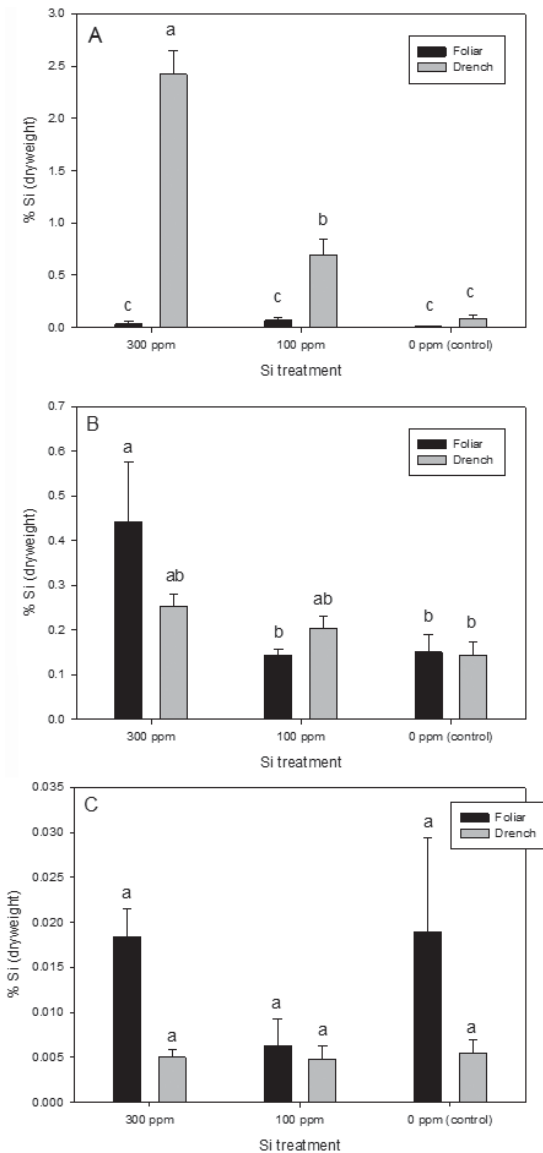 A
3.0
2.5
2.0
1.5
1.0
0.5
0.0
% Si (dryweight)
Foliar
Drench
a
b
c
c
c
c
300 ppm
100 ppm
0 ppm (control)
Si treatment
B
0.7
0.6
0.5
0.4
0.3
0.2
0.1
0.0
% Si (dryweight)
Foliar
Drench
a
ab
b
ab
b
b
300 ppm
100 ppm
0 ppm (control)
Si treatment
C
0.035
0.030
0.025
0.020
0.015
0.010
0.005
0.000
% Si (dryweight)
Foliar
Drench
a
a
a
a
a
a
300 ppm
100 ppm
0 ppm (control)
Si treatment